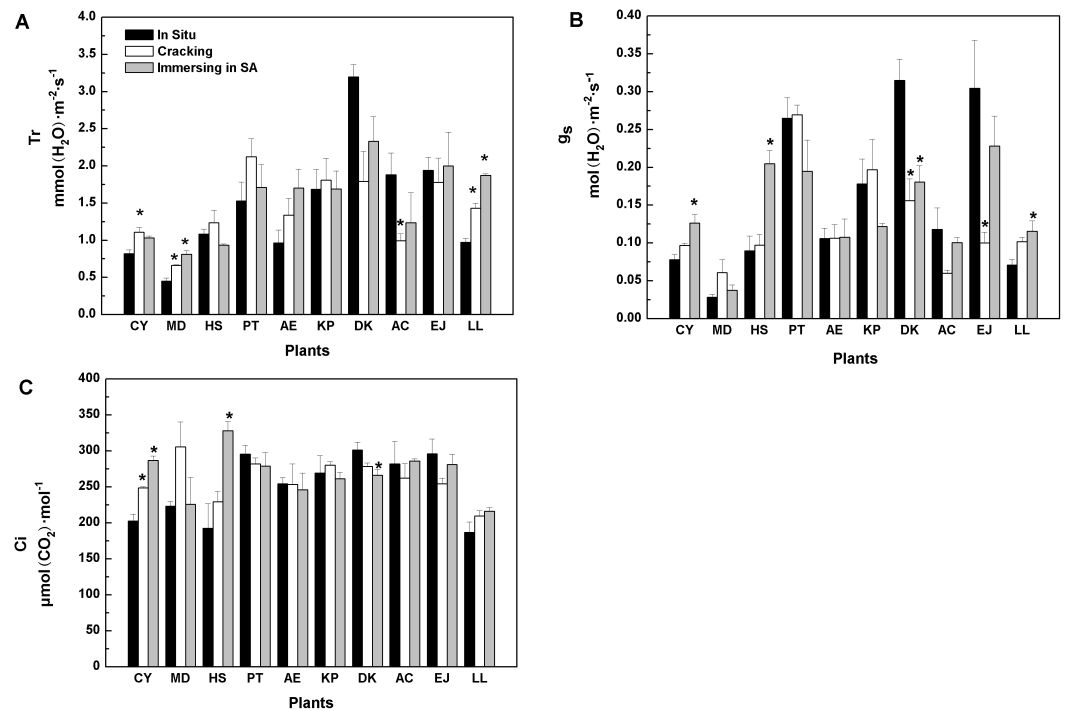 A
Tr
mmol (H2O)·m-2·s-1
4.0
3.5
3.0
2.5
2.0
1.5
1.0
0.5
0.0
In Situ
Cracking
Immersing in SA
*
*
*
*
*
*
CY MD HS PT AE KP DK AC EJ LL
Plants
B
gs
mol (H2O)·m-2·s-1
0.40
0.35
0.30
0.25
0.20
0.15
0.10
0.05
0.00
*
*
*
*
*
*
CY MD HS PT AE KP DK AC EJ LL
Plants
C
Ci
μmol (CO2)·mol-1
400
350
300
250
200
150
100
50
0
*
*
*
*
CY MD HS PT AE KP DK AC EJ LL
Plants